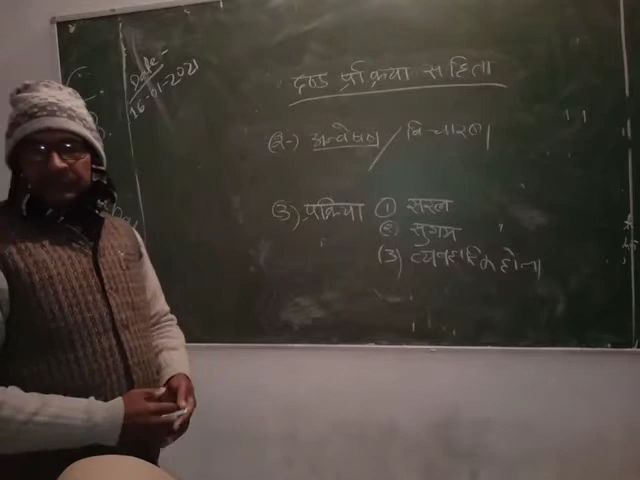 Date:-
16-01-2021
दण्ड प्रक्रिया संहिता
(2-) अन्वेषण / विचारण
(3) प्रक्रिया ① सरल
(2) सुगम
(3) व्यवहारिक होना